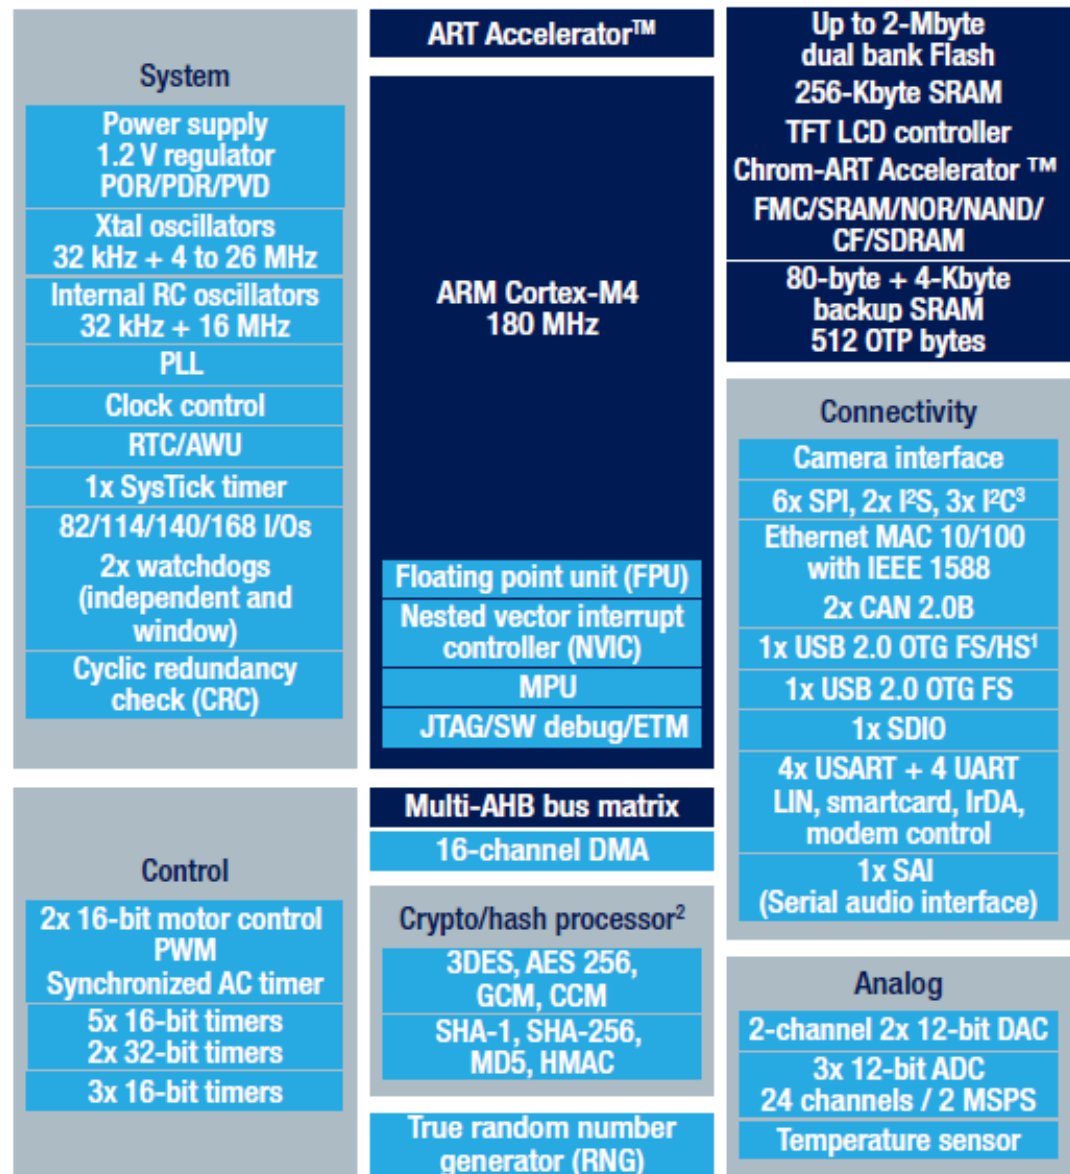 System
Power supply
1.2 V regulator
POR/PDR/PVD
Xtal oscillators
32 kHz + 4 to 26 MHz
Internal RC oscillators
32 kHz + 16 MHz
PLL
Clock control
RTC/AWU
1x SysTick timer
82/114/140/168 I/Os
2x watchdogs
(independent and
window)
Cyclic redundancy
check (CRC)
Control
2x 16-bit motor control
PWM
Synchronized AC timer
5x 16-bit timers
2x 32-bit timers
3x 16-bit timers
ART Accelerator™
ARM Cortex-M4
180 MHz
Floating point unit (FPU)
Nested vector interrupt
controller (NVIC)
MPU
JTAG/SW debug/ETM
Multi-AHB bus matrix
16-channel DMA
Crypto/hash processor²
3DES, AES 256,
GCM, CCM
SHA-1, SHA-256,
MD5, HMAC
True random number
generator (RNG)
Up to 2-Mbyte
dual bank Flash
256-Kbyte SRAM
TFT LCD controller
Chrom-ART Accelerator ™
FMC/SRAM/NOR/NAND/
CF/SDRAM
80-byte + 4-Kbyte
backup SRAM
512 OTP bytes
Connectivity
Camera interface
6x SPI, 2x I²S, 3x I²C³
Ethernet MAC 10/100
with IEEE 1588
2x CAN 2.0B
1x USB 2.0 OTG FS/HS¹
1x USB 2.0 OTG FS
1x SDIO
4x USART + 4 UART
LIN, smartcard, IrDA,
modem control
1x SAI
(Serial audio interface)
Analog
2-channel 2x 12-bit DAC
3x 12-bit ADC
24 channels / 2 MSPS
Temperature sensor